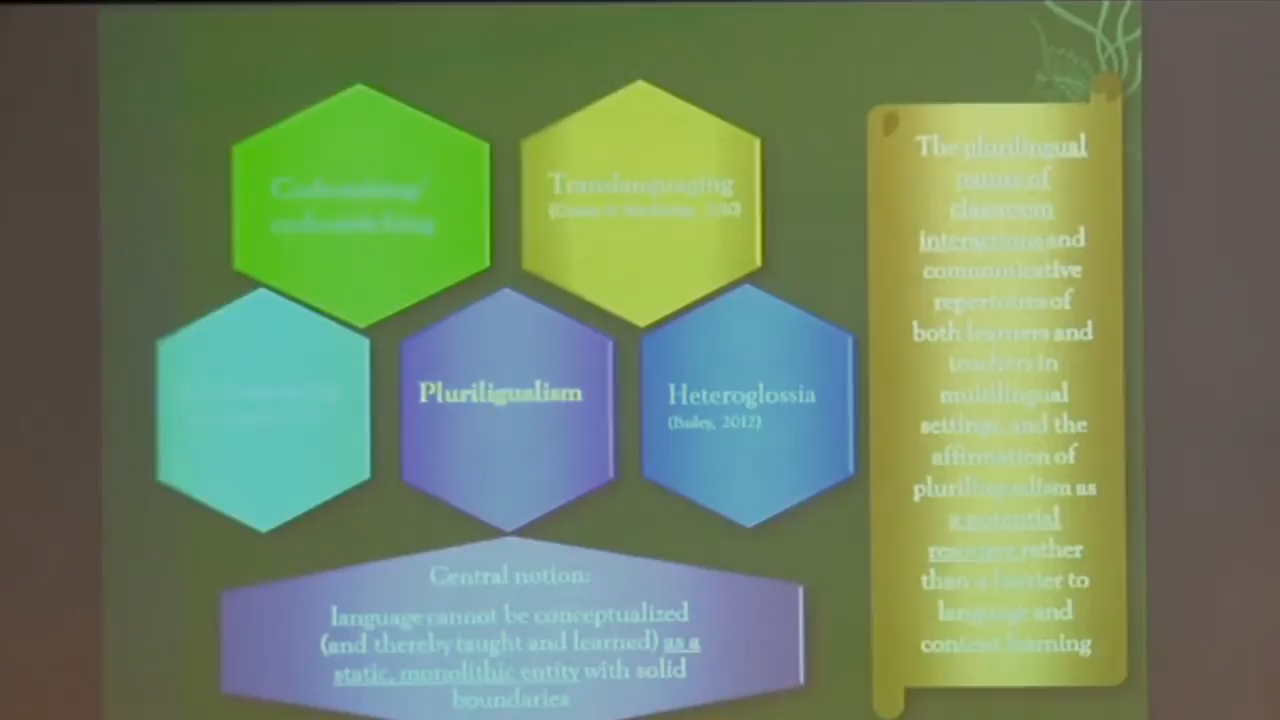 Translanguaging
Pluriligualism
Heteroglossia
(Bailey, 2012)
Central notion:
language cannot be conceptualized
(and thereby taught and learned) as a
static, monolithic entity with solid
boundaries
The plurilingual
nature of
classroom
interactions and
communicative
repertoires of
both learners and
teachers in
multilingual
settings, and the
affirmation of
plurilingualism as
a potential
resource rather
than a barrier to
language and
content learning